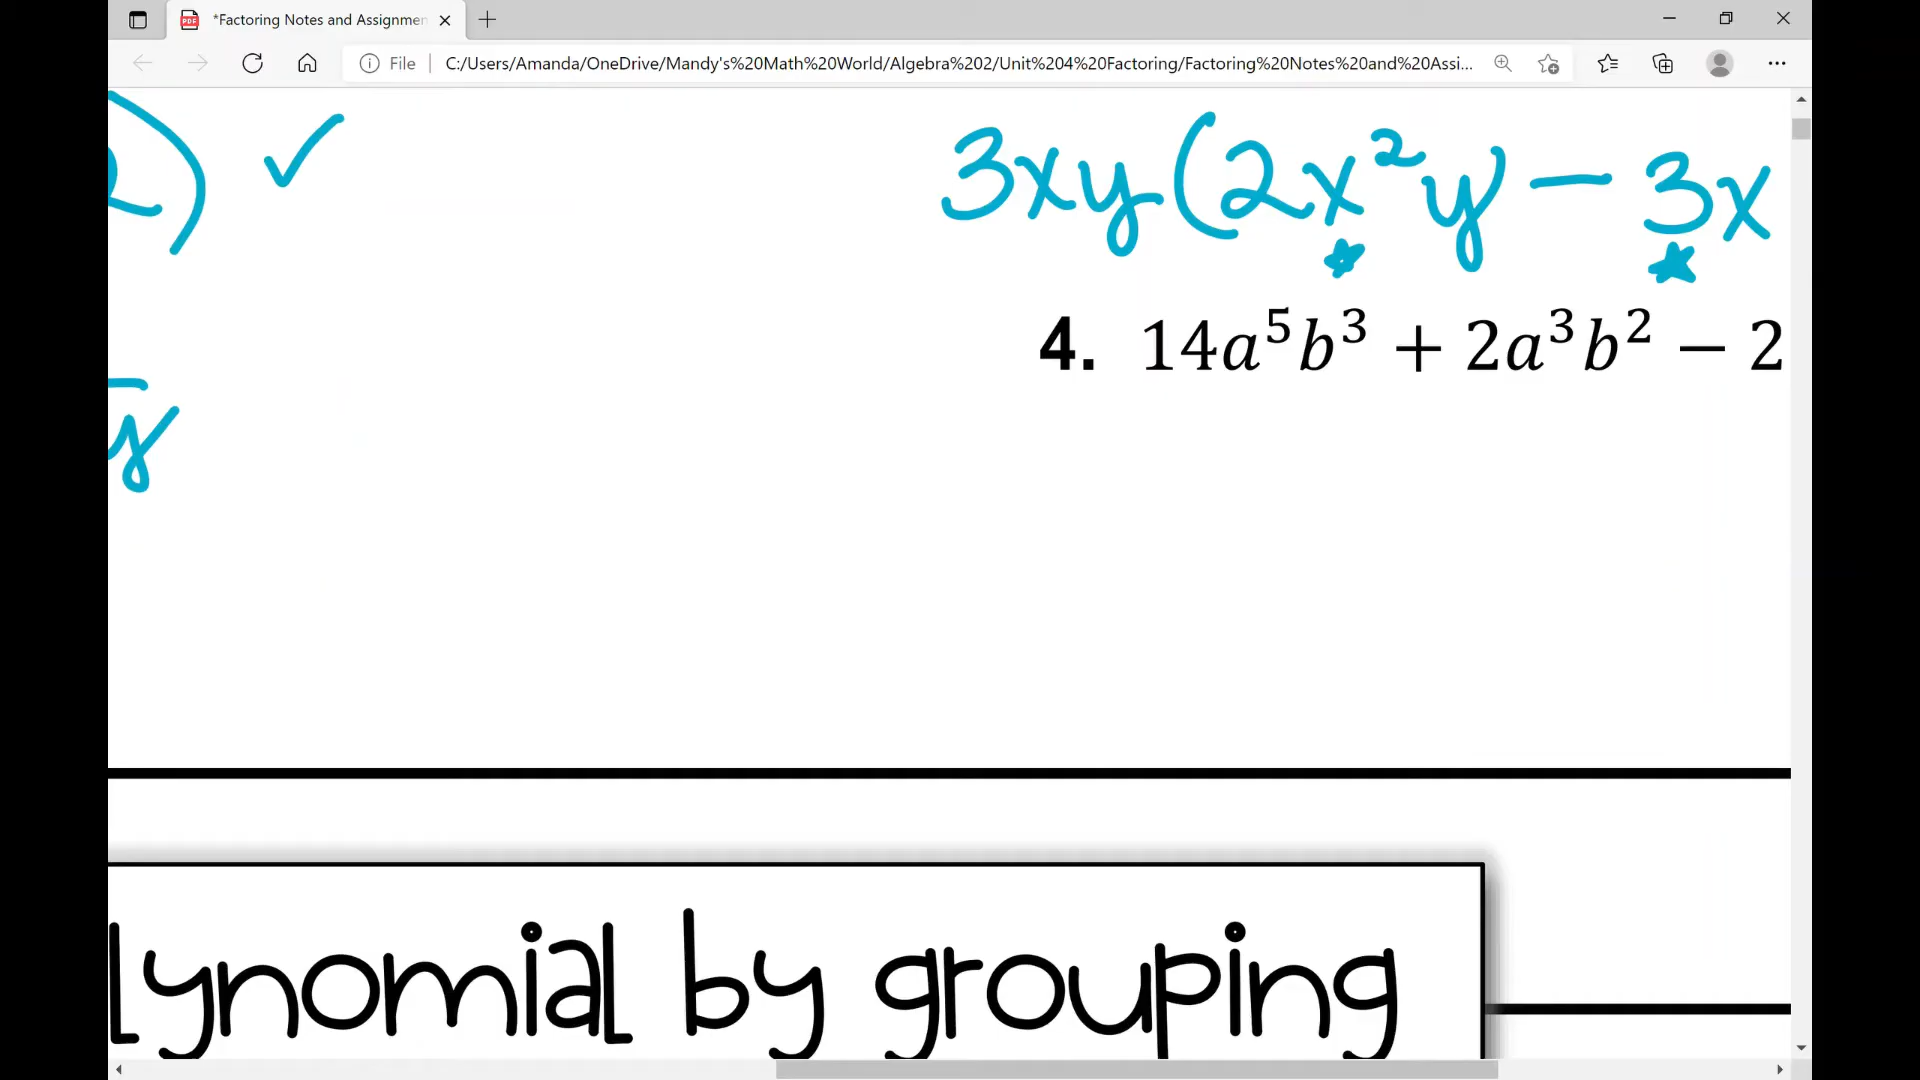 *Factoring Notes and Assignmen
File
C:/Users/Amanda/OneDrive/Mandy's%20Math%20World/Algebra%202/Unit%204%20Factoring/Factoring%20Notes%20and%20Assi...
✓
3xy(2x²y − 3x
4. 14a⁵b³ + 2a³b² − 2
y
lynomial by grouping